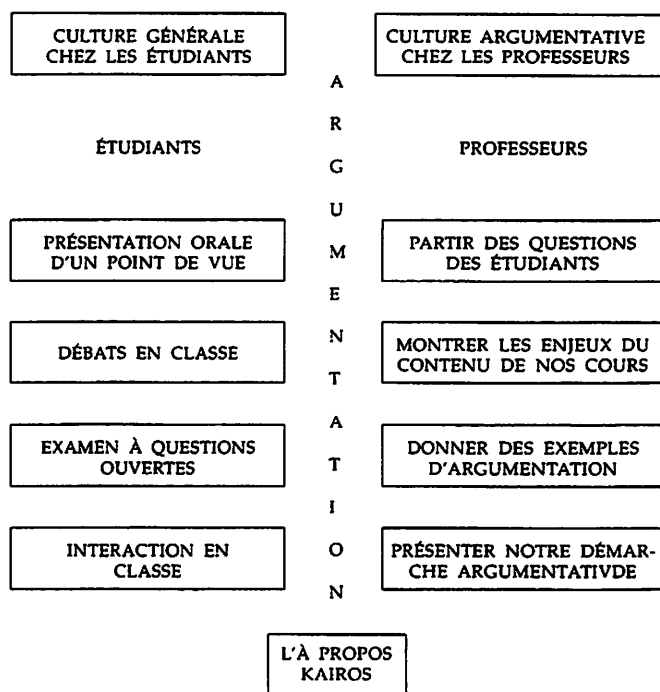 CULTURE GÉNÉRALE
CHEZ LES ÉTUDIANTS
CULTURE ARGUMENTATIVE
CHEZ LES PROFESSEURS
ARGUMENTATION
ÉTUDIANTS
PROFESSEURS
PRÉSENTATION ORALE
D'UN POINT DE VUE
PARTIR DES QUESTIONS
DES ÉTUDIANTS
DÉBATS EN CLASSE
MONTRER LES ENJEUX DU
CONTENU DE NOS COURS
EXAMEN À QUESTIONS
OUVERTES
DONNER DES EXEMPLES
D'ARGUMENTATION
INTERACTION EN
CLASSE
PRÉSENTER NOTRE DÉMAR-
CHE ARGUMENTATIVDE
L'À PROPOS
KAIROS